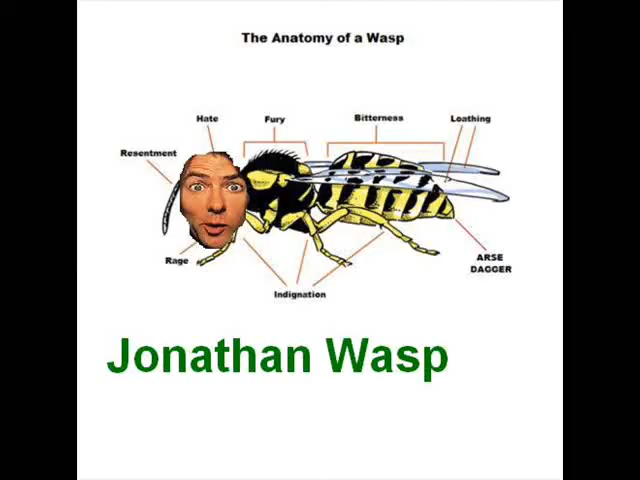 The Anatomy of a Wasp
Hate
Fury
Bitterness
Loathing
Resentment
Rage
ARSE
DAGGER
Indignation
Jonathan Wasp